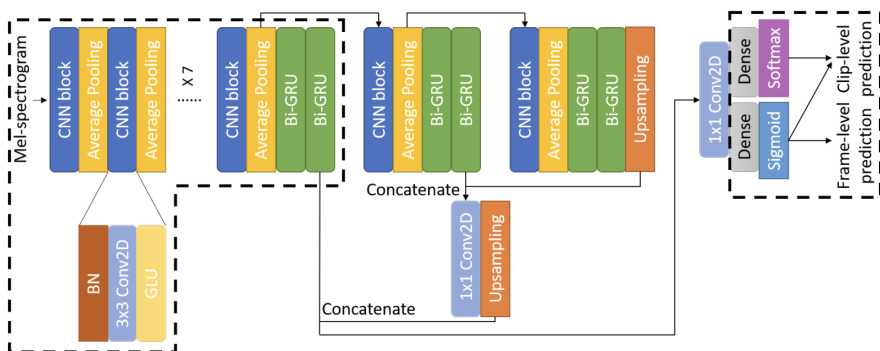 Mel-spectrogram
CNN block
Average Pooling
CNN block
Average Pooling
......
X 7
CNN block
Average Pooling
Bi-GRU
Bi-GRU
CNN block
Average Pooling
Bi-GRU
Bi-GRU
CNN block
Average Pooling
Bi-GRU
Bi-GRU
Upsampling
1x1 Conv2D
Dense
Softmax
Dense
Sigmoid
Clip-level
prediction
Frame-level
prediction
Concatenate
1x1 Conv2D
Upsampling
Concatenate
BN
3x3 Conv2D
GLU